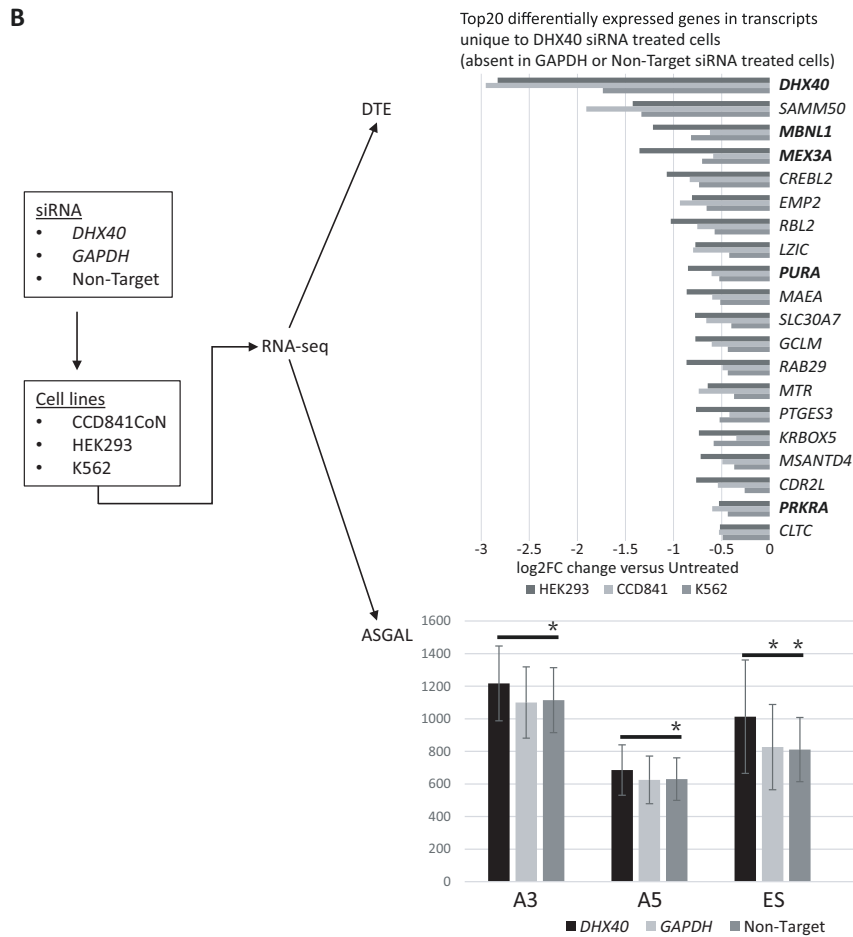 B
Top20 differentially expressed genes in transcripts
unique to DHX40 siRNA treated cells
(absent in GAPDH or Non-Target siRNA treated cells)
DTE
siRNA
• DHX40
• GAPDH
• Non-Target
RNA-seq
Cell lines
• CCD841CoN
• HEK293
• K562
ASGAL
DHX40
SAMM50
MBNL1
MEX3A
CREBL2
EMP2
RBL2
LZIC
PURA
MAEA
SLC30A7
GCLM
RAB29
MTR
PTGES3
KRBOX5
MSANTD4
CDR2L
PRKRA
CLTC
-3 -2.5 -2 -1.5 -1 -0.5 0
log2FC change versus Untreated
HEK293 CCD841 K562
1600
1400
1200
1000
800
600
400
200
0
* * * *
A3 A5 ES
DHX40 GAPDH Non-Target